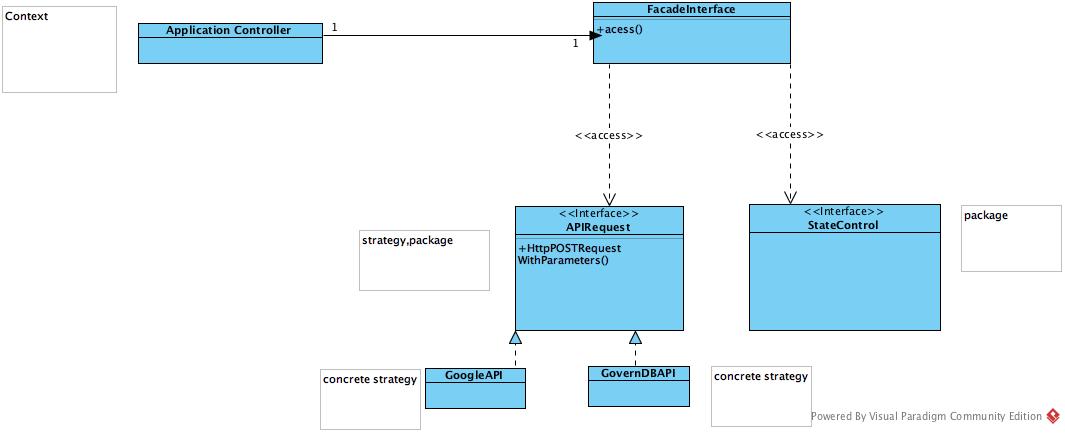 Context
Application Controller
1
1
FacadeInterface
+acess()
<<access>>
<<access>>
<<Interface>>
APIRequest
+HttpPOSTRequest
WithParameters()
<<Interface>>
StateControl
package
strategy,package
concrete strategy
GoogleAPI
GovernDBAPI
concrete strategy
Powered By Visual Paradigm Community Edition